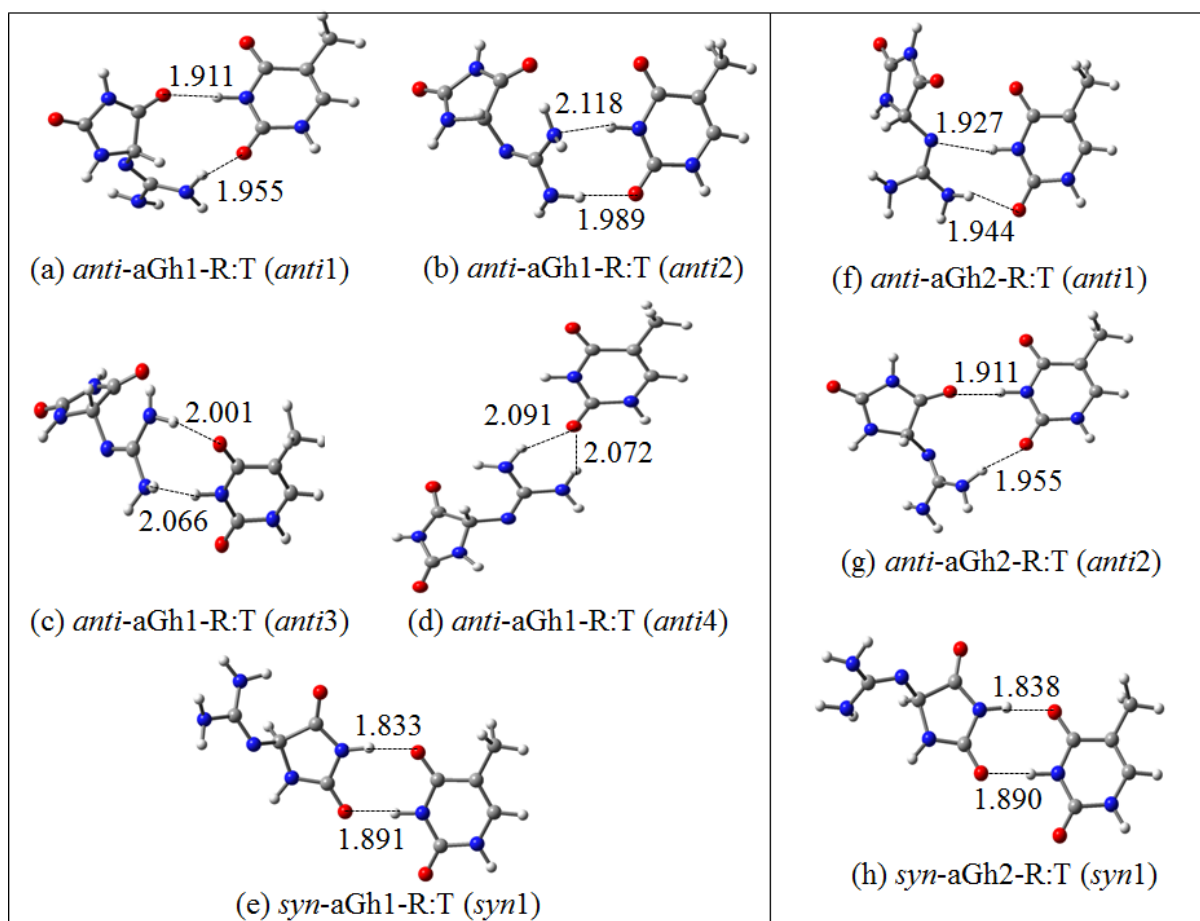 1.911
1.955
(a) anti-aGh1-R:T (anti1)
2.118
1.989
(b) anti-aGh1-R:T (anti2)
2.001
2.066
(c) anti-aGh1-R:T (anti3)
2.091
2.072
(d) anti-aGh1-R:T (anti4)
1.833
1.891
(e) syn-aGh1-R:T (syn1)
1.927
1.944
(f) anti-aGh2-R:T (anti1)
1.911
1.955
(g) anti-aGh2-R:T (anti2)
1.838
1.890
(h) syn-aGh2-R:T (syn1)